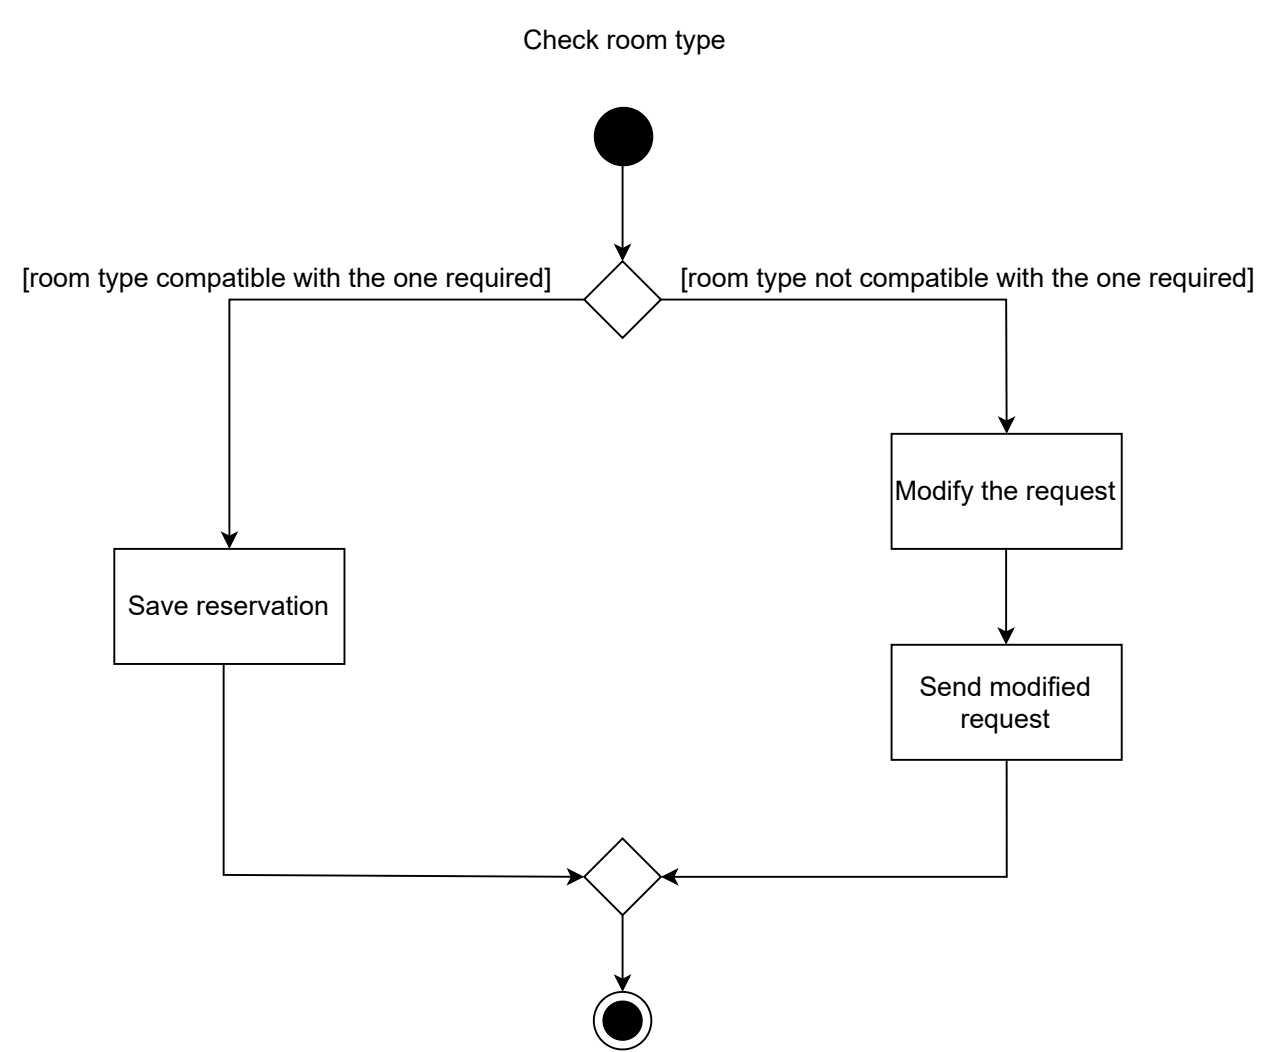 Check room type
[room type compatible with the one required]
[room type not compatible with the one required]
Modify the request
Save reservation
Send modified
request